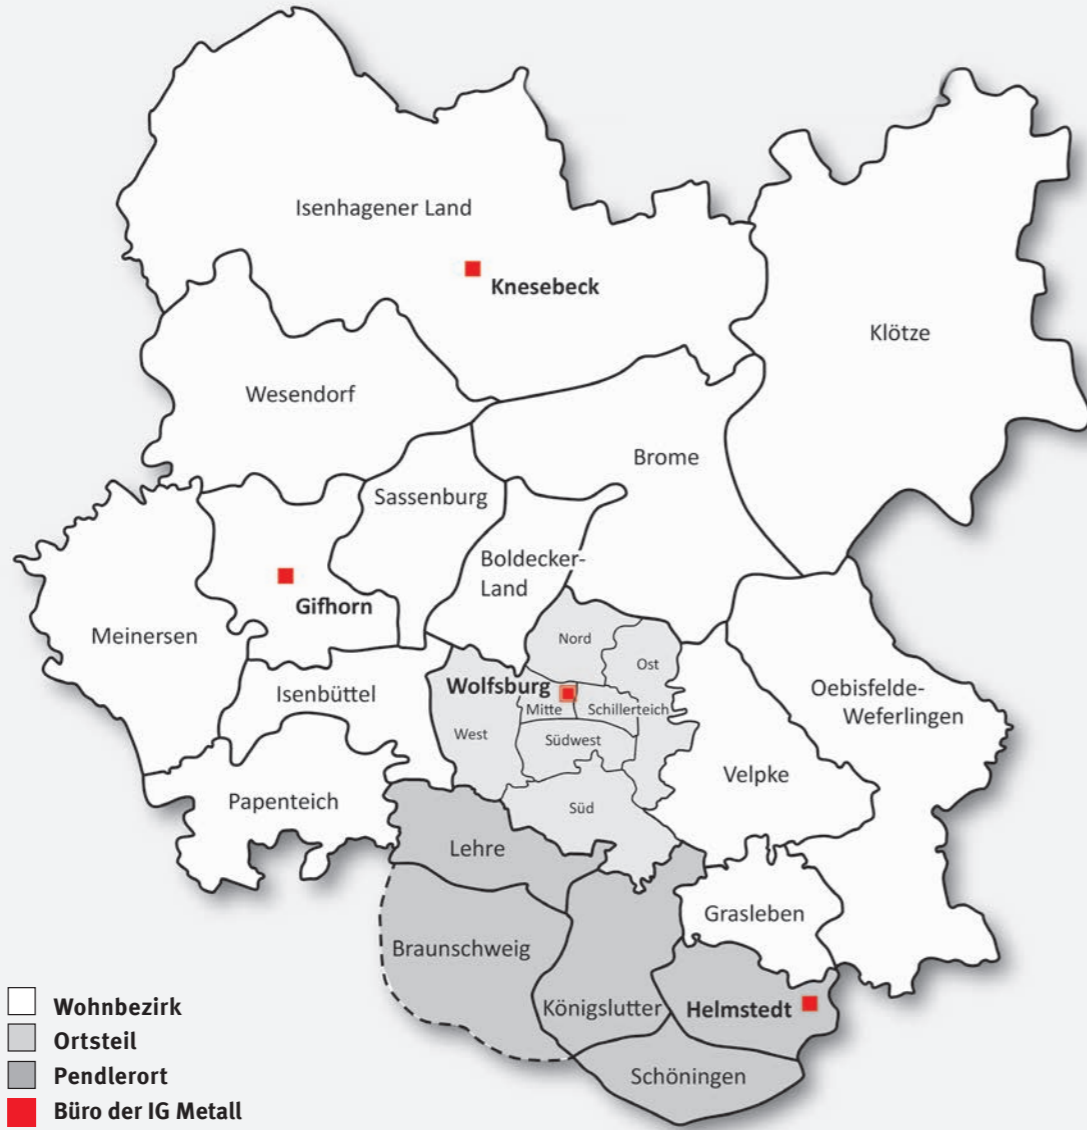 Isenhagener Land
Knesebeck
Klötze
Wesendorf
Brome
Sassenburg
Boldecker-
Land
Gifhorn
Meinersen
Nord
Ost
Isenbüttel
Wolfsburg
Mitte
Schillerteich
West
Südwest
Oebisfelde-
Weferlingen
Velpke
Papenteich
Süd
Lehre
Grasleben
Braunschweig
Königslutter
Helmstedt
Schöningen
Wohnbezirk
Ortsteil
Pendlerort
Büro der IG Metall